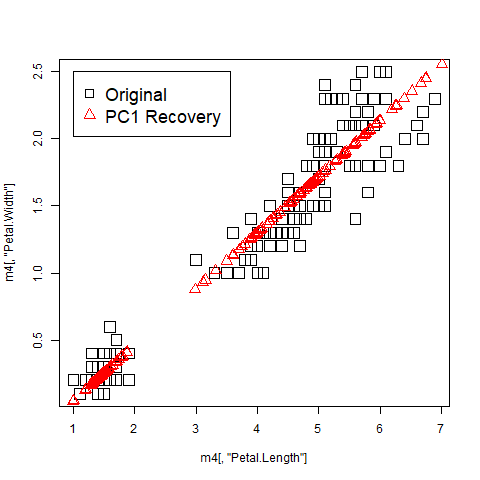 Original
PC1 Recovery
2.5
2.0
1.5
1.0
0.5
m4[, "Petal.Width"]
1 2 3 4 5 6 7
m4[, "Petal.Length"]